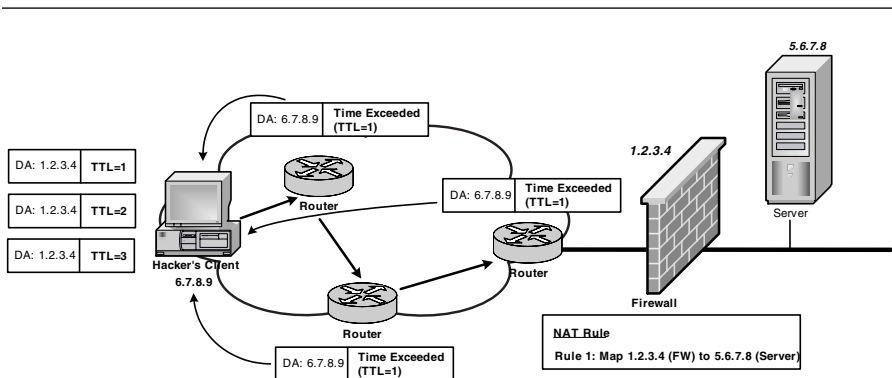 5.6.7.8
DA: 6.7.8.9 Time Exceeded
(TTL=1)
1.2.3.4
DA: 1.2.3.4 TTL=1
DA: 6.7.8.9 Time Exceeded
(TTL=1)
Router
DA: 1.2.3.4 TTL=2
Server
DA: 1.2.3.4 TTL=3
Hacker's Client
6.7.8.9
Router
Firewall
Router
NAT Rule
Rule 1: Map 1.2.3.4 (FW) to 5.6.7.8 (Server)
DA: 6.7.8.9 Time Exceeded
(TTL=1)